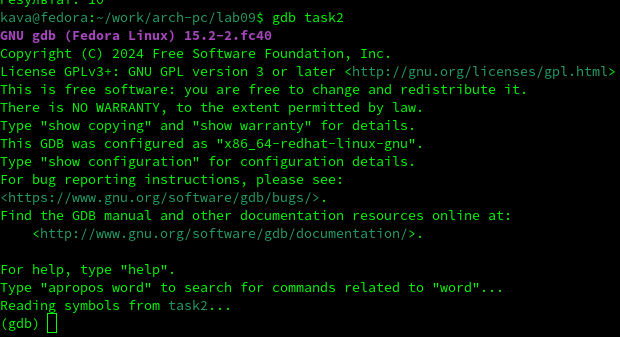 результат: 10
kava@fedora:~/work/arch-pc/lab09$ gdb task2
GNU gdb (Fedora Linux) 15.2-2.fc40
Copyright (C) 2024 Free Software Foundation, Inc.
License GPLv3+: GNU GPL version 3 or later <http://gnu.org/licenses/gpl.html>
This is free software: you are free to change and redistribute it.
There is NO WARRANTY, to the extent permitted by law.
Type "show copying" and "show warranty" for details.
This GDB was configured as "x86_64-redhat-linux-gnu".
Type "show configuration" for configuration details.
For bug reporting instructions, please see:
<https://www.gnu.org/software/gdb/bugs/>.
Find the GDB manual and other documentation resources online at:
    <http://www.gnu.org/software/gdb/documentation/>.

For help, type "help".
Type "apropos word" to search for commands related to "word"...
Reading symbols from task2...
(gdb)